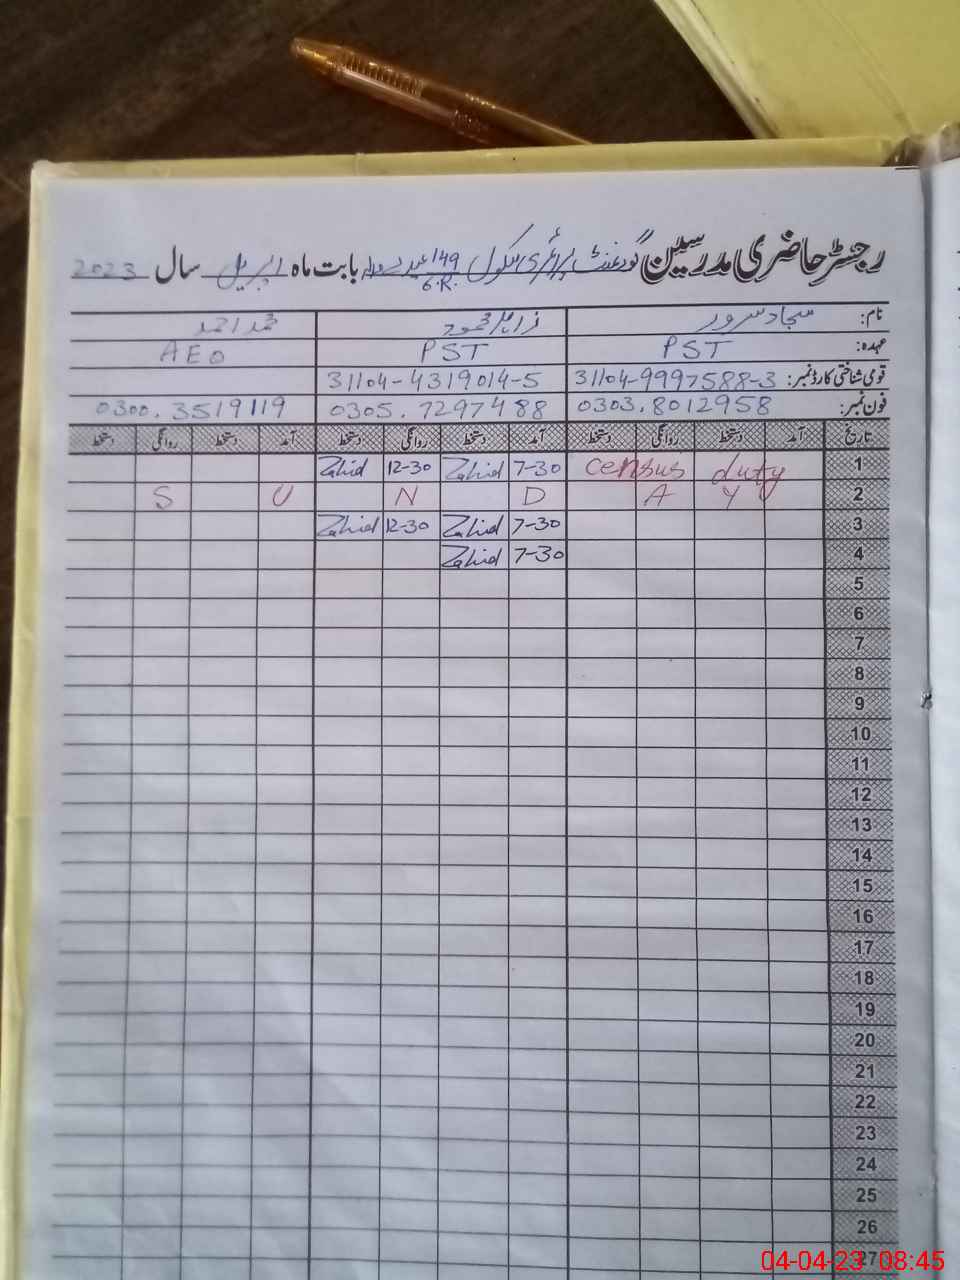 رجسٹر حاضری مدرسین گورنمنٹ پرائمری سکول 149 6.R. بابت ماہ اپریل سال 2023
نام: سجاد سرور زاہد محمود محمد احمد
عہدہ: PST PST AEO
قومی شناختی کارڈ نمبر: 31104-9997588-3 31104-4319014-5
فون نمبر: 0303.8012958 0305.7297488 0300.3519119
تاریخ آمد دستخط روانگی دستخط آمد دستخط روانگی دستخط آمد دستخط روانگی دستخط
1 census duty 7-30 Zahid 12-30 Zahid
2 S U N D A Y
3 7-30 Zahid 12-30 Zahid
4 7-30 Zahid
5
6
7
8
9
10
11
12
13
14
15
16
17
18
19
20
21
22
23
24
25
26
27
04-04-23 08:45